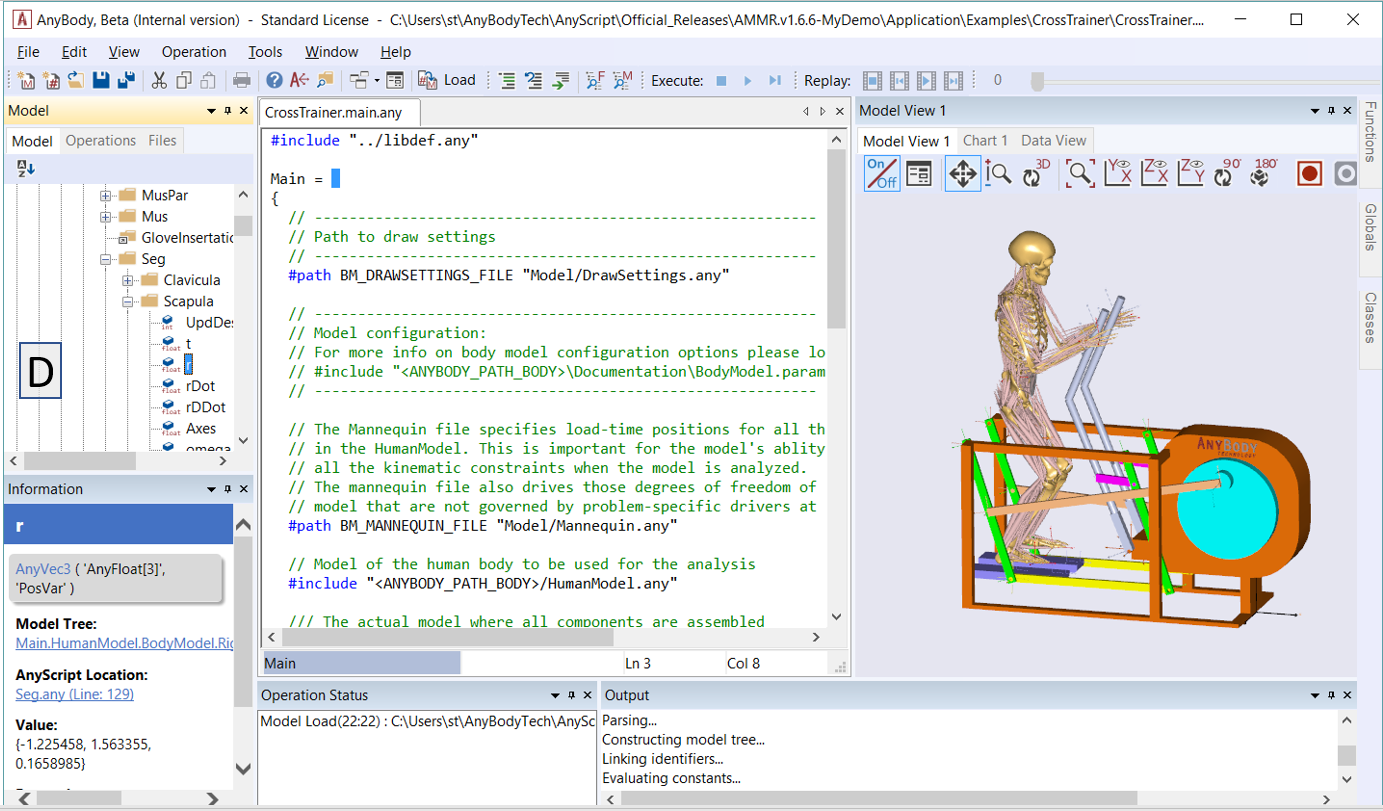 AnyBody, Beta (Internal version) - Standard License - C:\Users\st\AnyBodyTech\AnyScript\Official_Releases\AMMR.v1.6.6-MyDemo\Application\Examples\CrossTrainer\CrossTrainer....
File Edit View Operation Tools Window Help
Load Execute: Replay: 0
Model
Model Operations Files
MusPar
Mus
GloveInsertatic
Seg
Clavicula
Scapula
int UpdDes
float t
float r
float rDot
float rDDot
float Axes
omega
D
Information
r
AnyVec3 ( 'AnyFloat[3]',
'PosVar' )
Model Tree:
Main.HumanModel.BodyModel.Rig
AnyScript Location:
Seg.any (Line: 129)
Value:
{-1.225458, 1.563355,
0.1658985}
CrossTrainer.main.any
#include "../libdef.any"
Main =
{
// ----------------------------------------------------------
// Path to draw settings
// ----------------------------------------------------------
#path BM_DRAWSETTINGS_FILE "Model/DrawSettings.any"
// ----------------------------------------------------------
// Model configuration:
// For more info on body model configuration options please lo
// #include "<ANYBODY_PATH_BODY>\Documentation\BodyModel.param
// ----------------------------------------------------------
// The Mannequin file specifies load-time positions for all th
// in the HumanModel. This is important for the model's ablity
// all the kinematic constraints when the model is analyzed.
// The mannequin file also drives those degrees of freedom of
// model that are not governed by problem-specific drivers at
#path BM_MANNEQUIN_FILE "Model/Mannequin.any"
// Model of the human body to be used for the analysis
#include "<ANYBODY_PATH_BODY>/HumanModel.any"
/// The actual model where all components are assembled
Main Ln 3 Col 8
Model View 1
Model View 1 Chart 1 Data View
On/Off 3D Y X Z X Z Y 90° 180°
ANYBODY
TECHNOLOGY
Functions
Globals
Classes
Operation Status
Model Load(22:22) : C:\Users\st\AnyBodyTech\AnySc
Output
Parsing...
Constructing model tree...
Linking identifiers...
Evaluating constants...